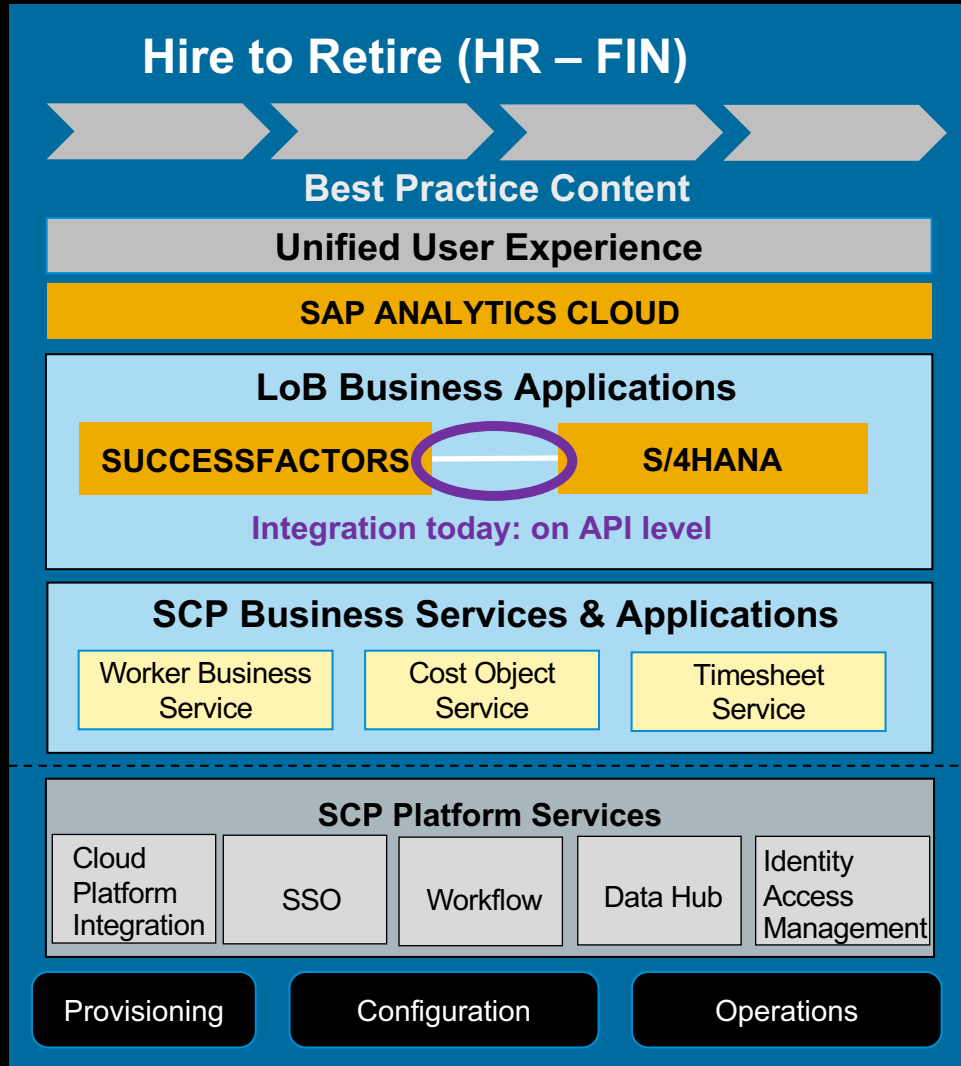 Hire to Retire (HR – FIN)
Best Practice Content
Unified User Experience
SAP ANALYTICS CLOUD
LoB Business Applications
SUCCESSFACTORS
S/4HANA
Integration today: on API level
SCP Business Services & Applications
Worker Business
Service
Cost Object
Service
Timesheet
Service
SCP Platform Services
Cloud
Platform
Integration
SSO
Workflow
Data Hub
Identity
Access
Management
Provisioning
Configuration
Operations